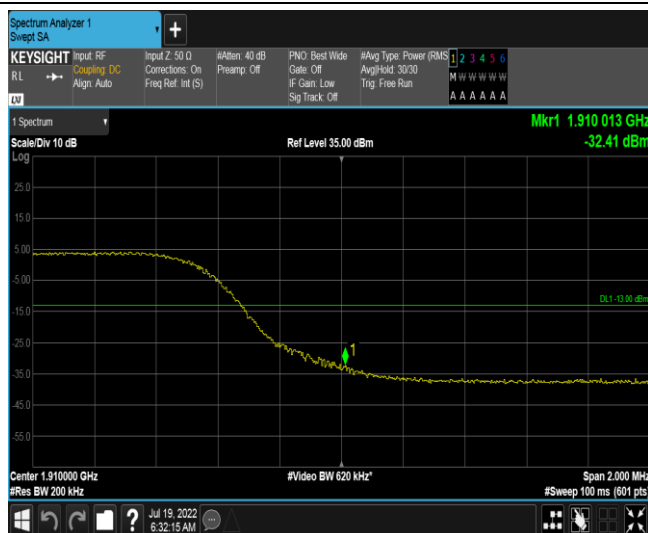 Spectrum Analyzer 1
Swept SA
+
KEYSIGHT
RL
Input: RF
Coupling: DC
Align: Auto
Input Z: 50 Ω
Corrections: On
Freq Ref: Int (S)
#Atten: 40 dB
Preamp: Off
PNO: Best Wide
Gate: Off
IF Gain: Low
Sig Track: Off
#Avg Type: Power (RMS
Avg|Hold: 30/30
Trig: Free Run
1 2 3 4 5 6
M W W W W W
A A A A A A
LXI
1 Spectrum
Scale/Div 10 dB
Ref Level 35.00 dBm
Mkr1 1.910 013 GHz
-32.41 dBm
Log
25.0
15.0
5.00
-5.00
-15.0
-25.0
-35.0
-45.0
-55.0
DL1 -13.00 dBm
1
Center 1.910000 GHz
#Video BW 620 kHz*
Span 2.000 MHz
#Res BW 200 kHz
#Sweep 100 ms (601 pts)
?
Jul 19, 2022
6:32:15 AM